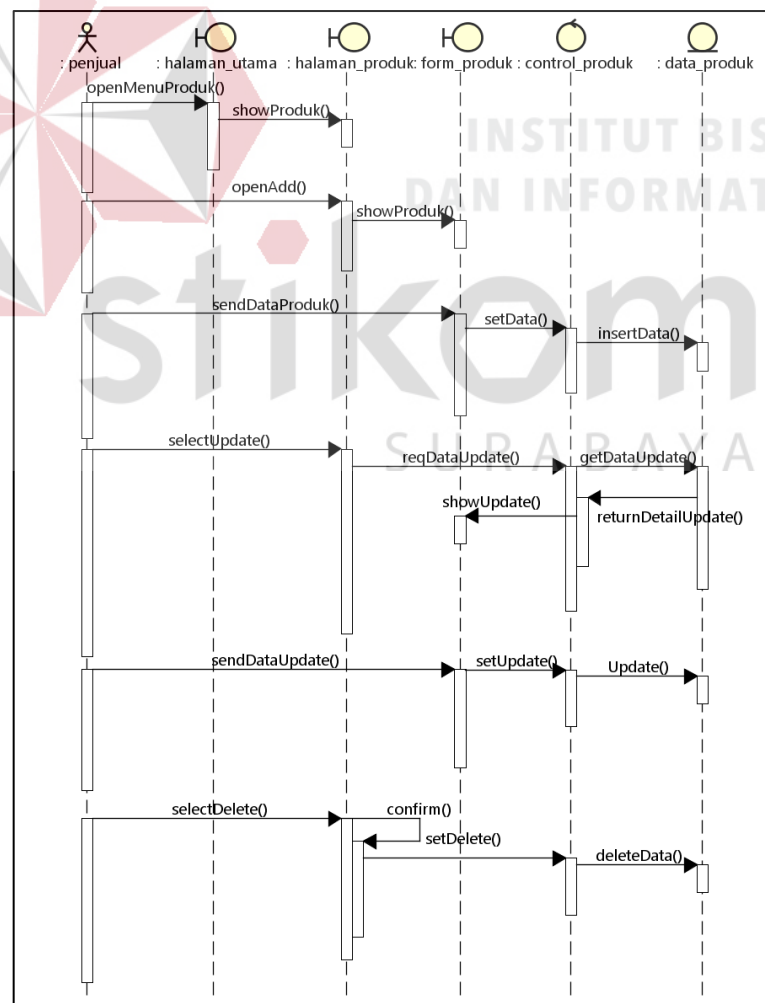 : penjual : halaman_utama : halaman_produk : form_produk : control_produk : data_produk
openMenuProduk()
showProduk()
INSTITUT BIS
DAN INFORMAT
openAdd()
showProduk()
stikom
sendDataProduk()
setData()
insertData()
SURABAYA
selectUpdate()
reqDataUpdate()
getDataUpdate()
showUpdate()
returnDetailUpdate()
sendDataUpdate()
setUpdate()
Update()
selectDelete()
confirm()
setDelete()
deleteData()